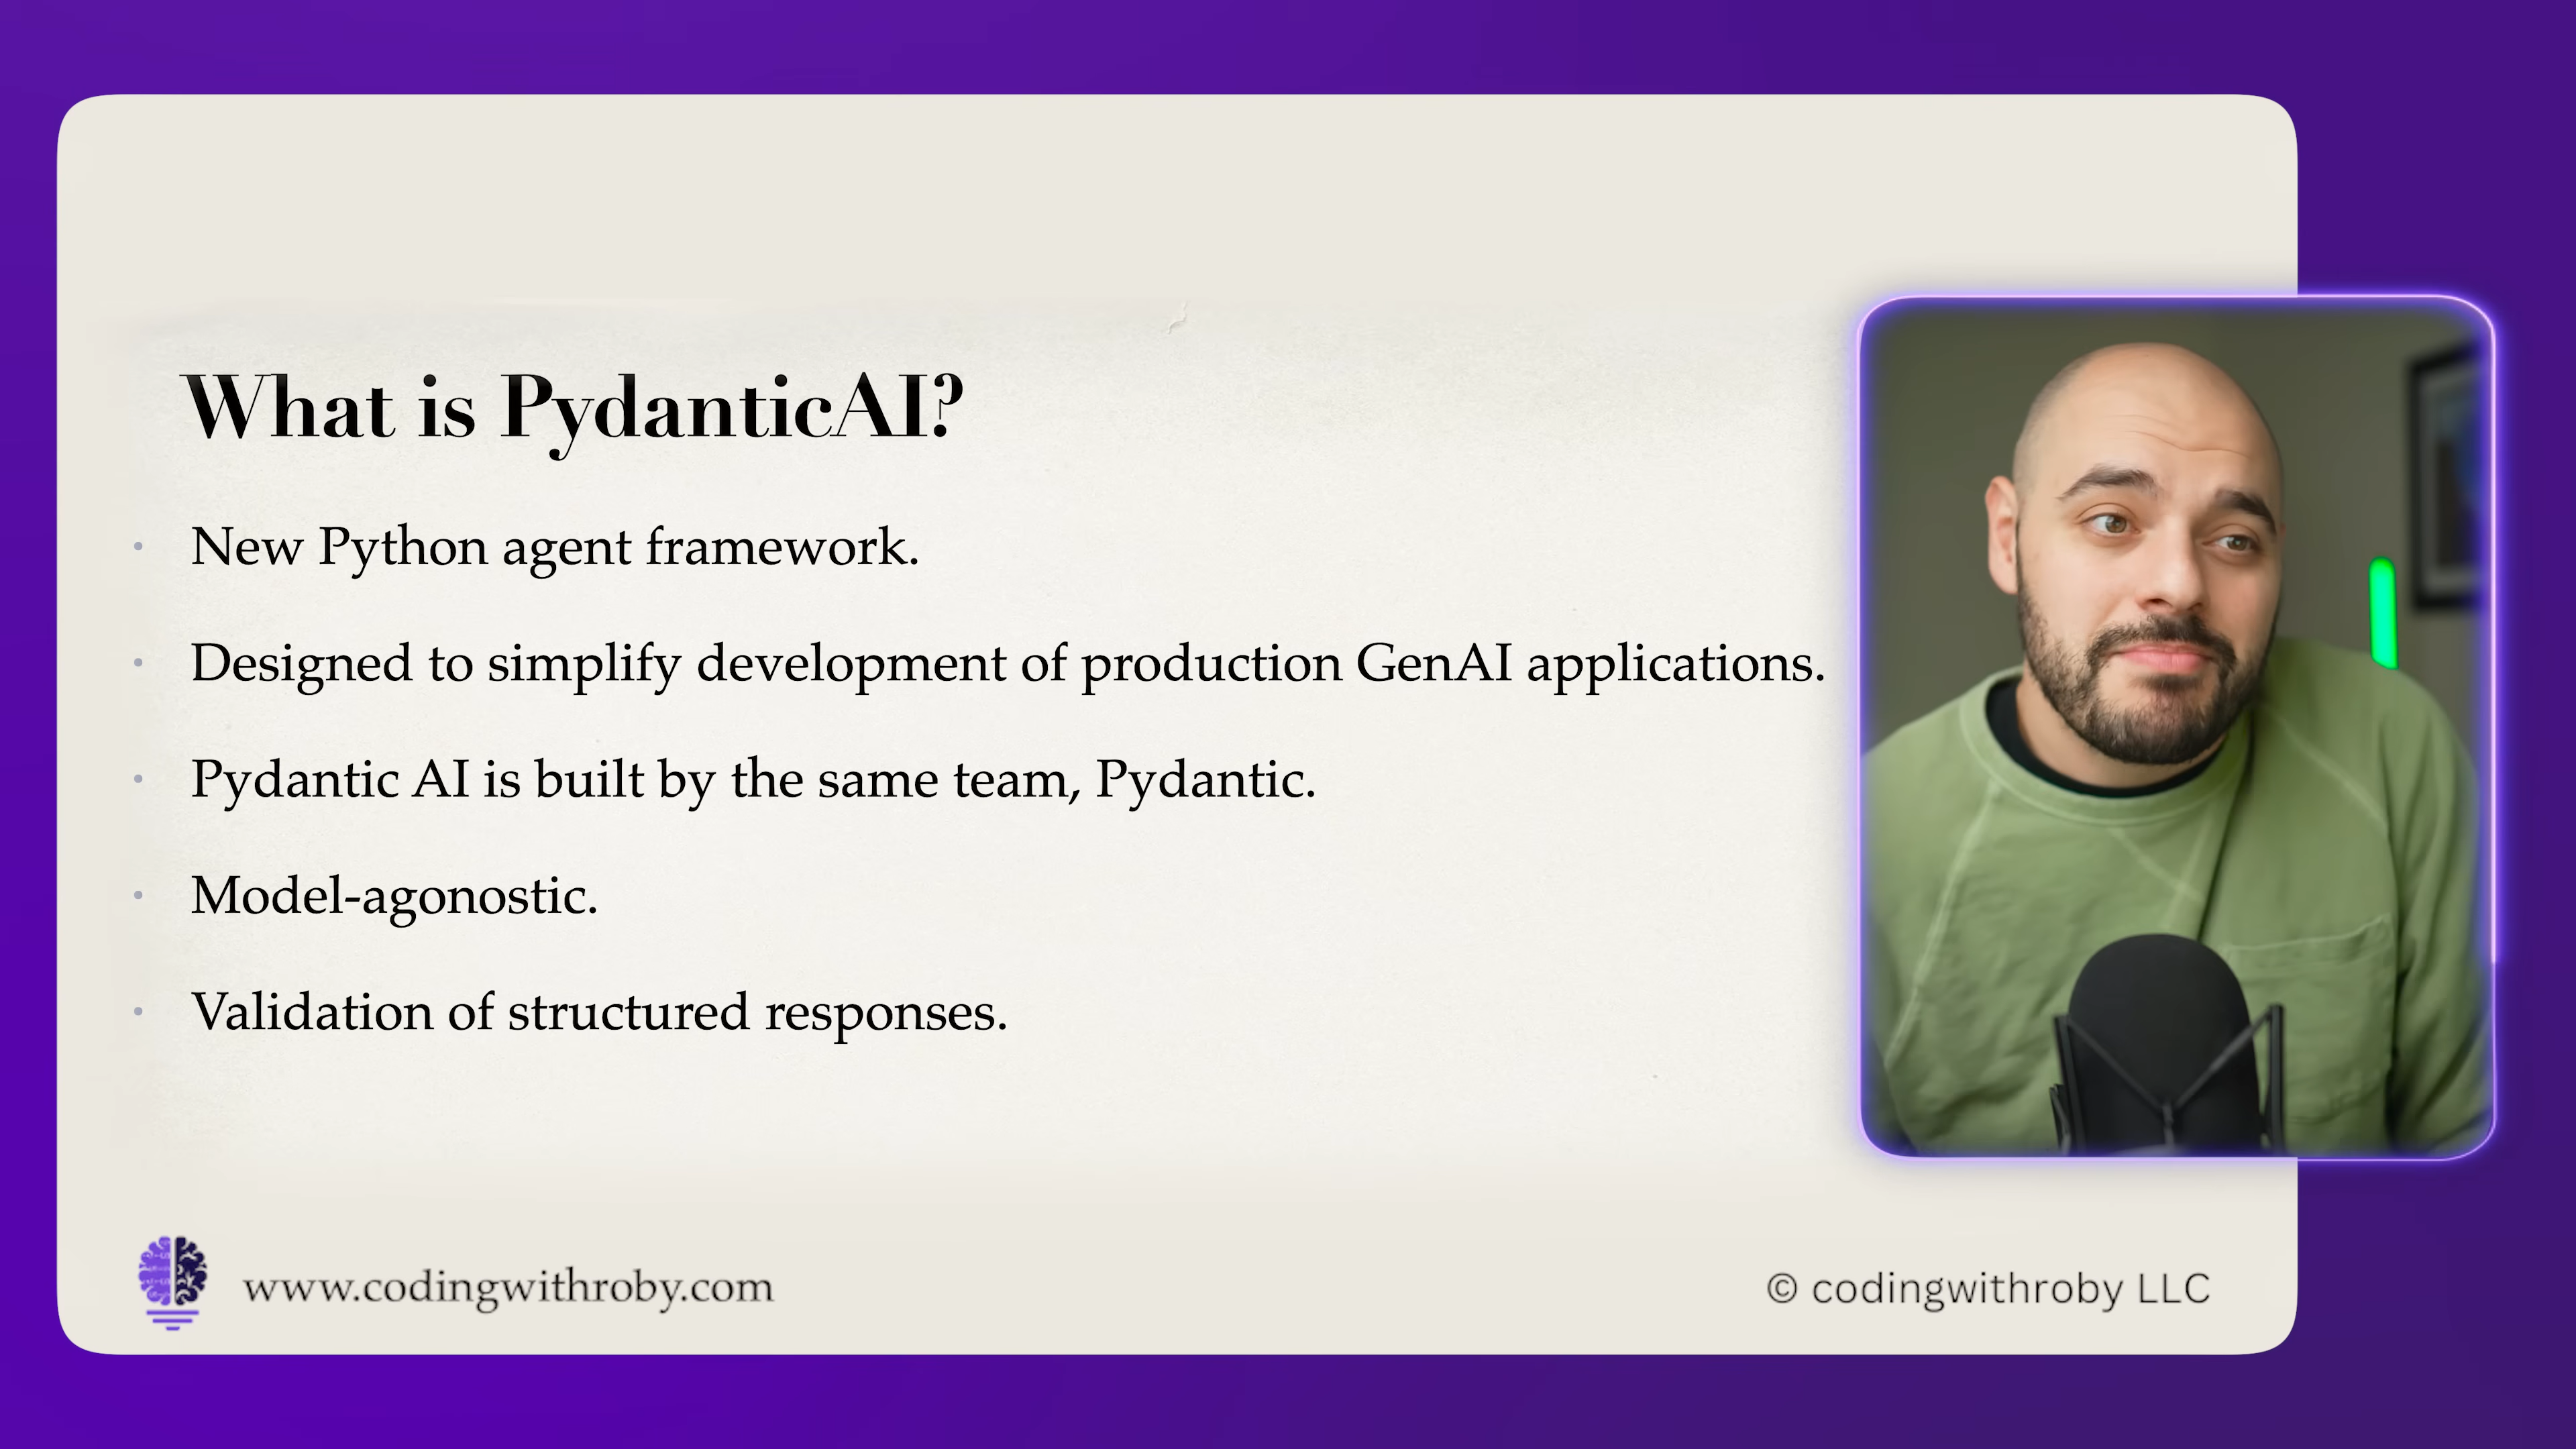 What is PydanticAI?
New Python agent framework.
Designed to simplify development of production GenAI applications.
Pydantic AI is built by the same team, Pydantic.
Model-agonostic.
Validation of structured responses.
www.codingwithroby.com
© codingwithroby LLC